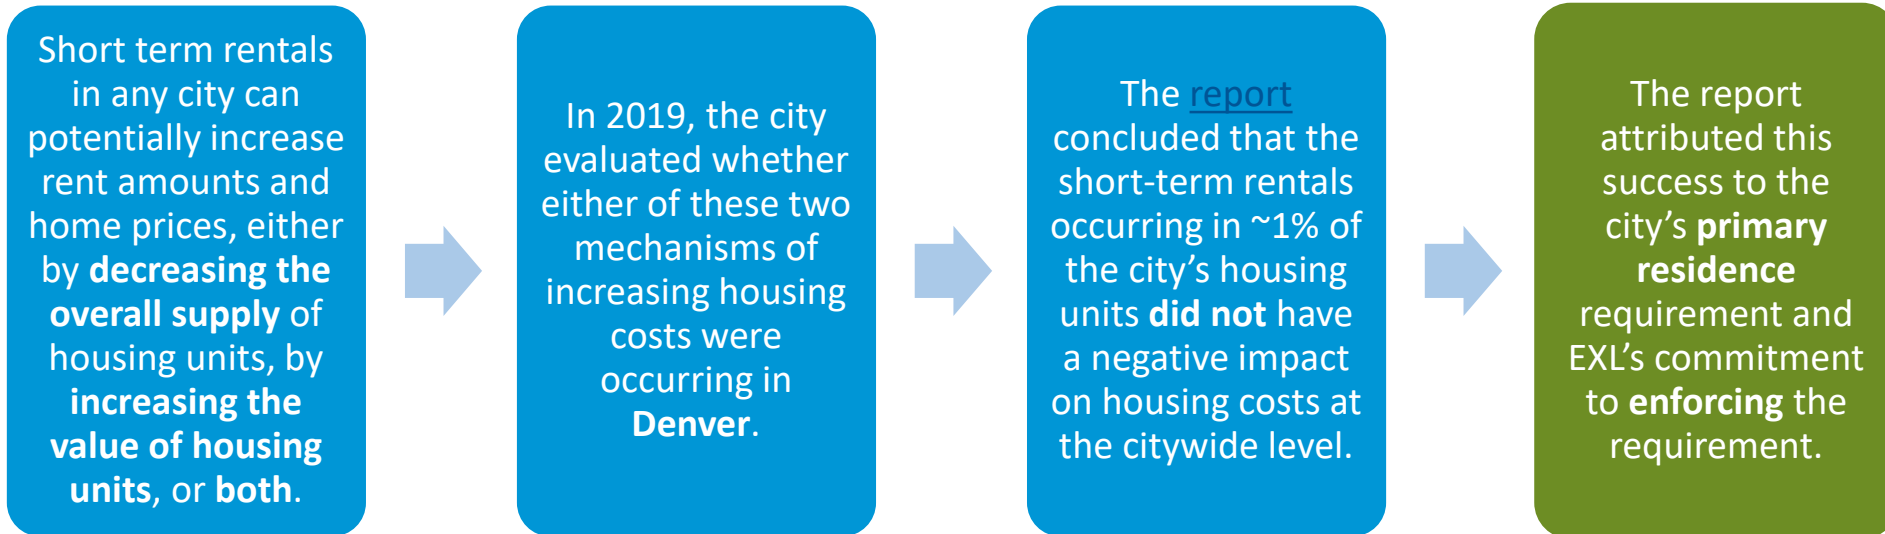 Short term rentals
in any city can
potentially increase
rent amounts and
home prices, either
by decreasing the
overall supply of
housing units, by
increasing the
value of housing
units, or both.
In 2019, the city
evaluated whether
either of these two
mechanisms of
increasing housing
costs were
occurring in
Denver.
The report
concluded that the
short-term rentals
occurring in ~1% of
the city’s housing
units did not have
a negative impact
on housing costs at
the citywide level.
The report
attributed this
success to the
city’s primary
residence
requirement and
EXL’s commitment
to enforcing the
requirement.